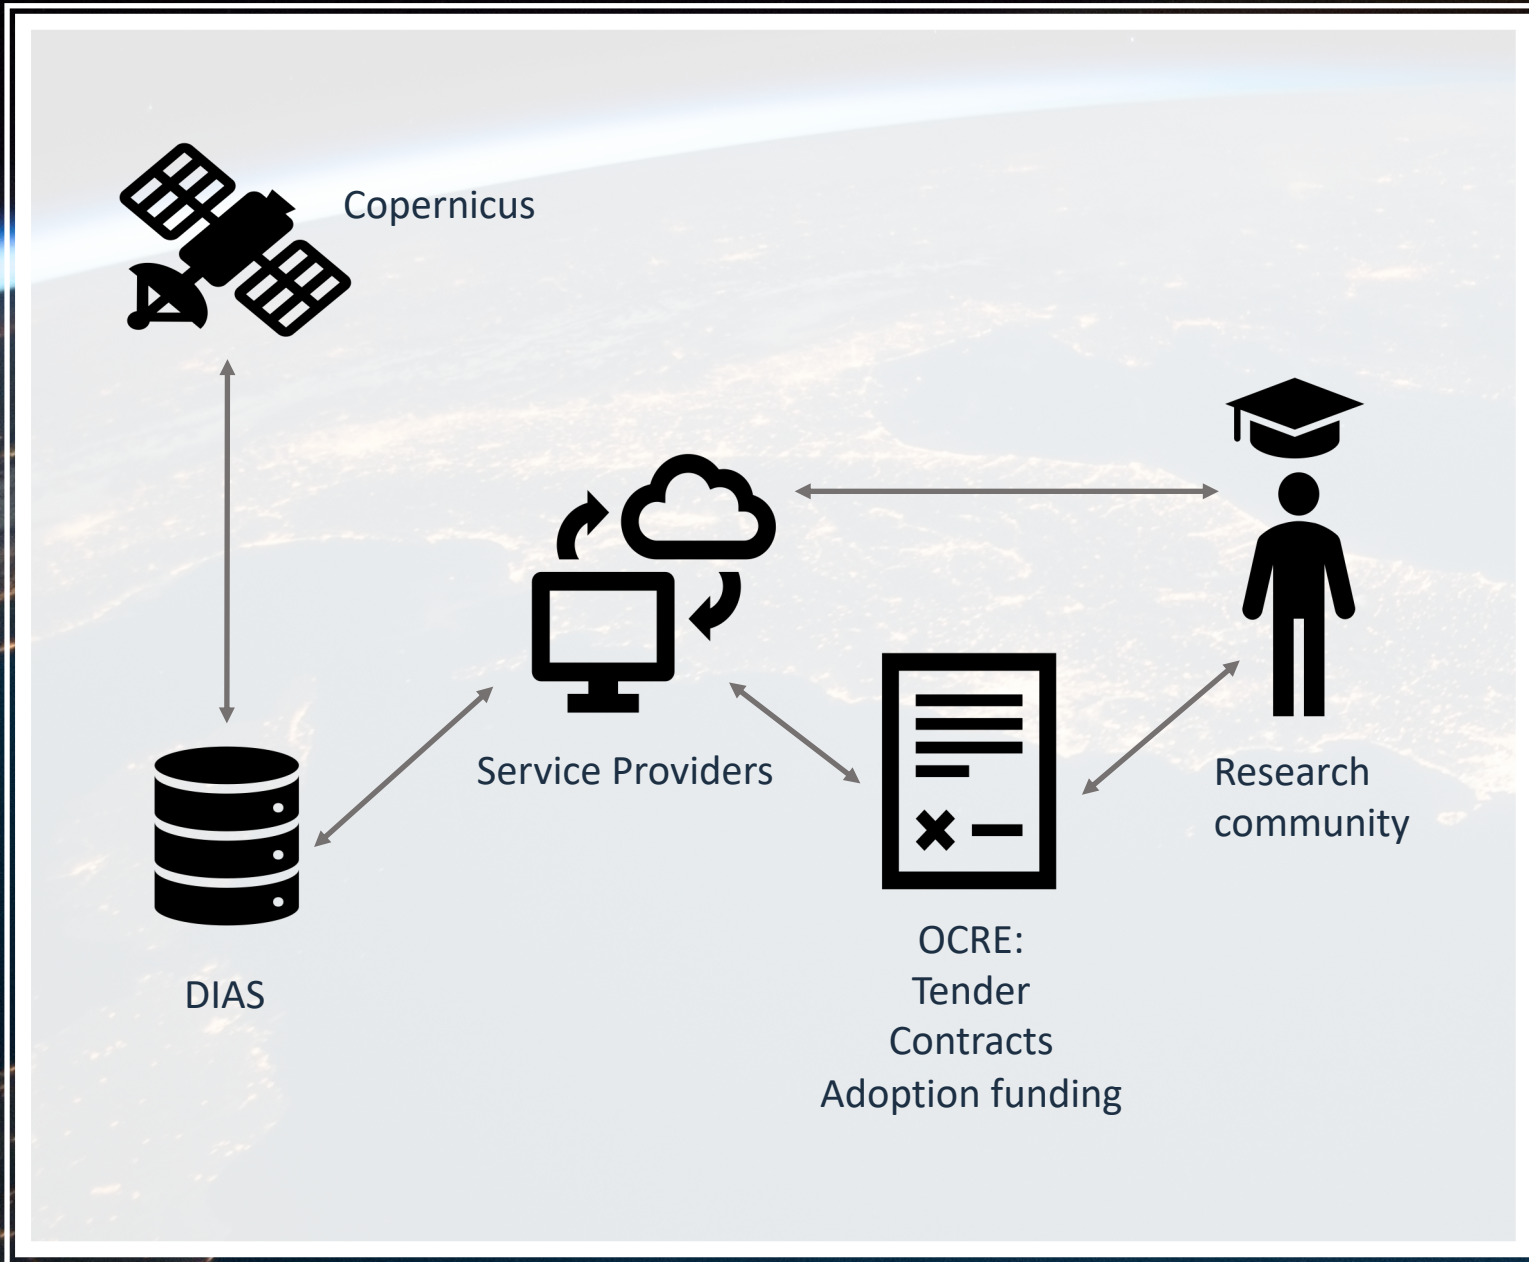 Copernicus
Service Providers
Research
community
DIAS
OCRE:
Tender
Contracts
Adoption funding